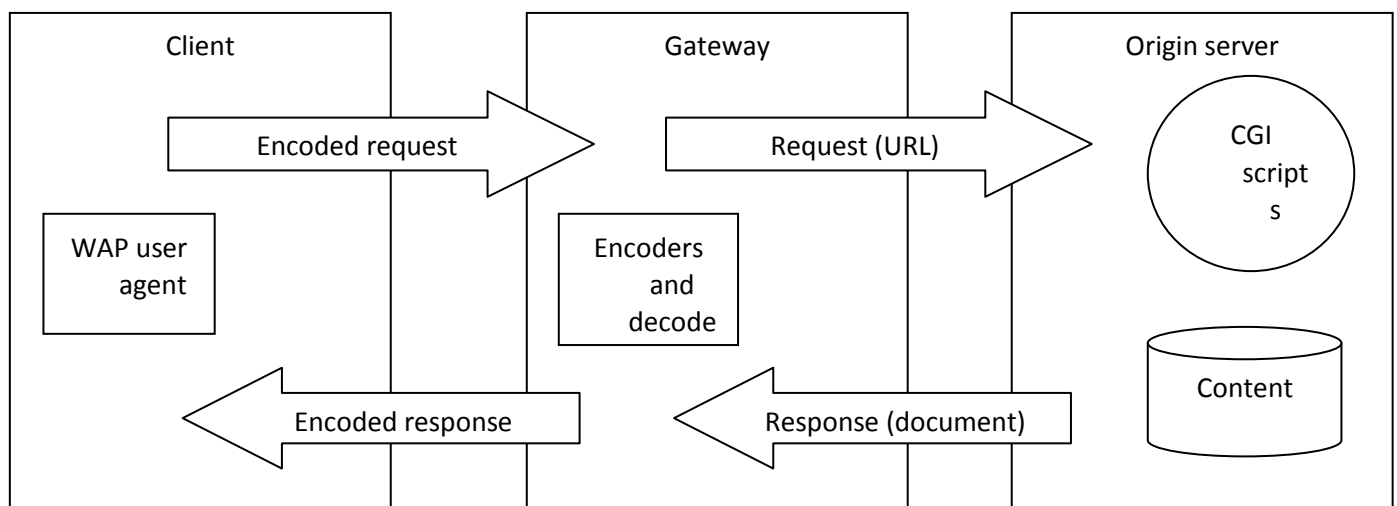 Client
Gateway
Origin server
Encoded request
Request (URL)
CGI
script
s
WAP user
agent
Encoders
and
decode
Content
Encoded response
Response (document)